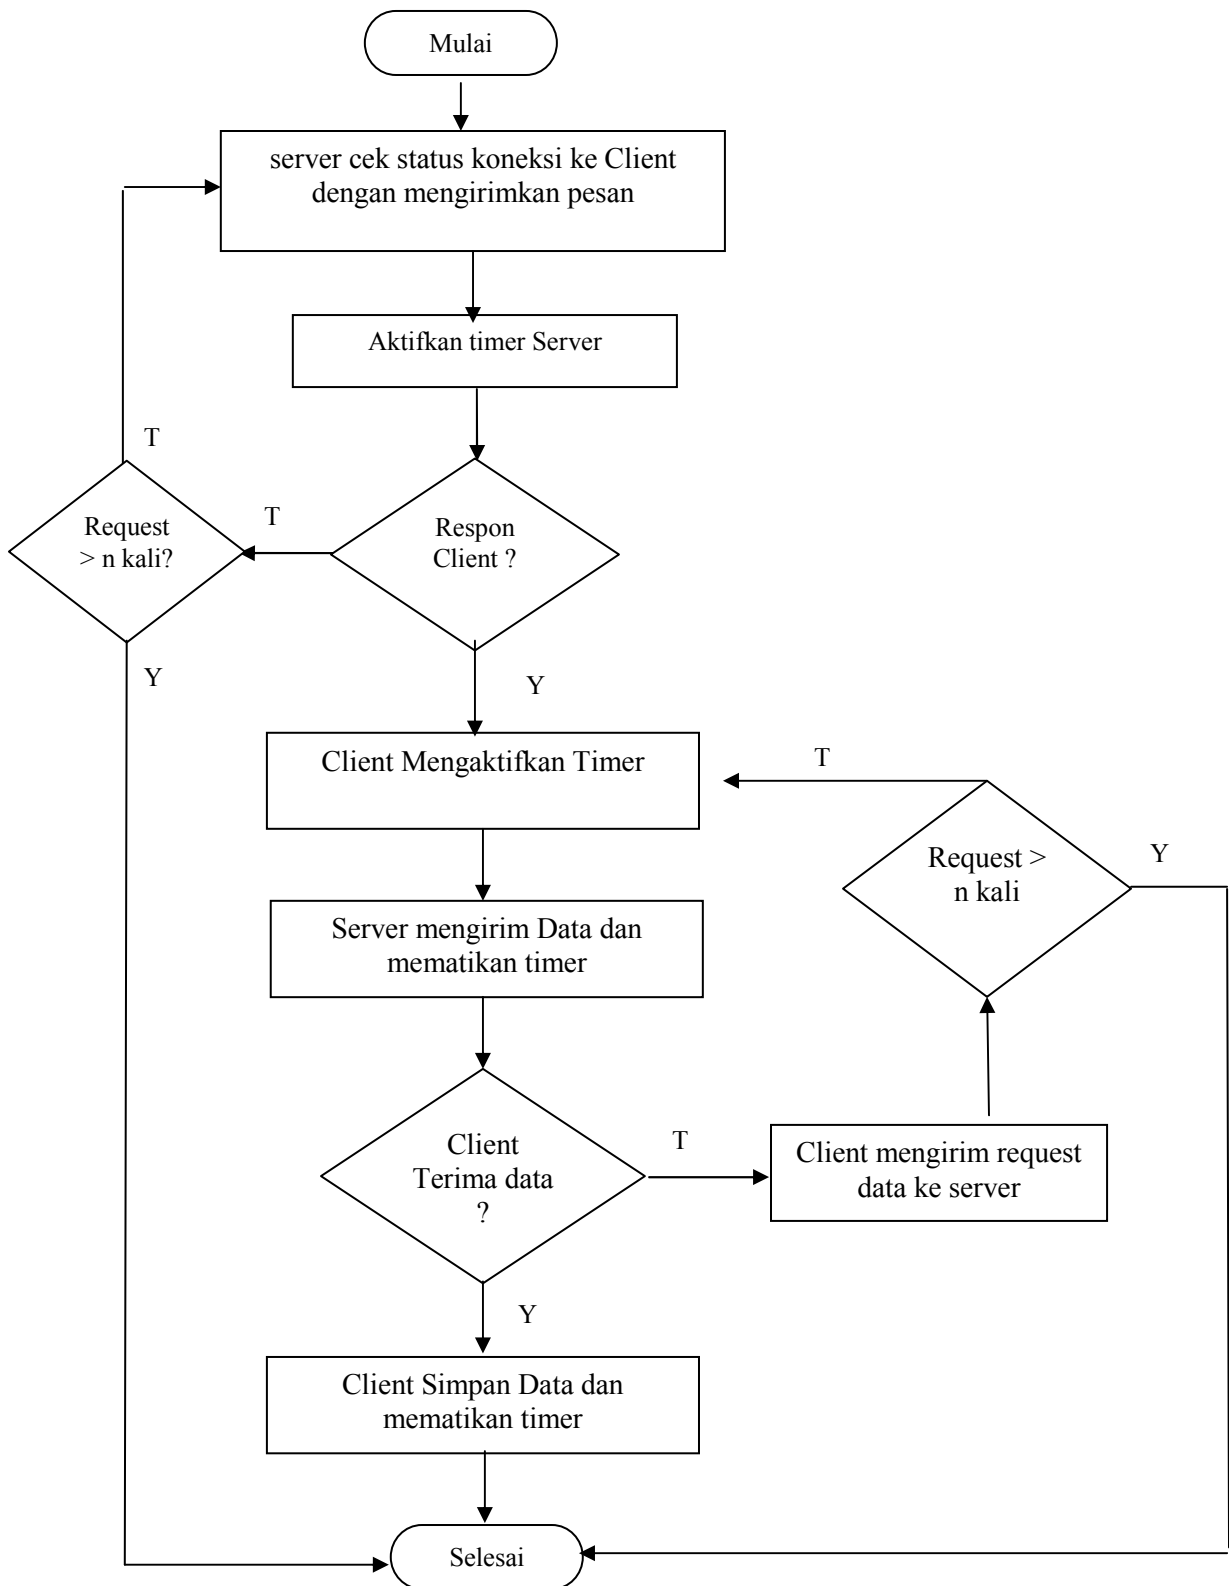 Mulai
server cek status koneksi ke Client
dengan mengirimkan pesan
Aktifkan timer Server
T
Request
> n kali?
T
Respon
Client ?
Y
Y
Client Mengaktifkan Timer
T
Request >
n kali
Y
Server mengirim Data dan
mematikan timer
Client
Terima data
?
T
Client mengirim request
data ke server
Y
Client Simpan Data dan
mematikan timer
Selesai